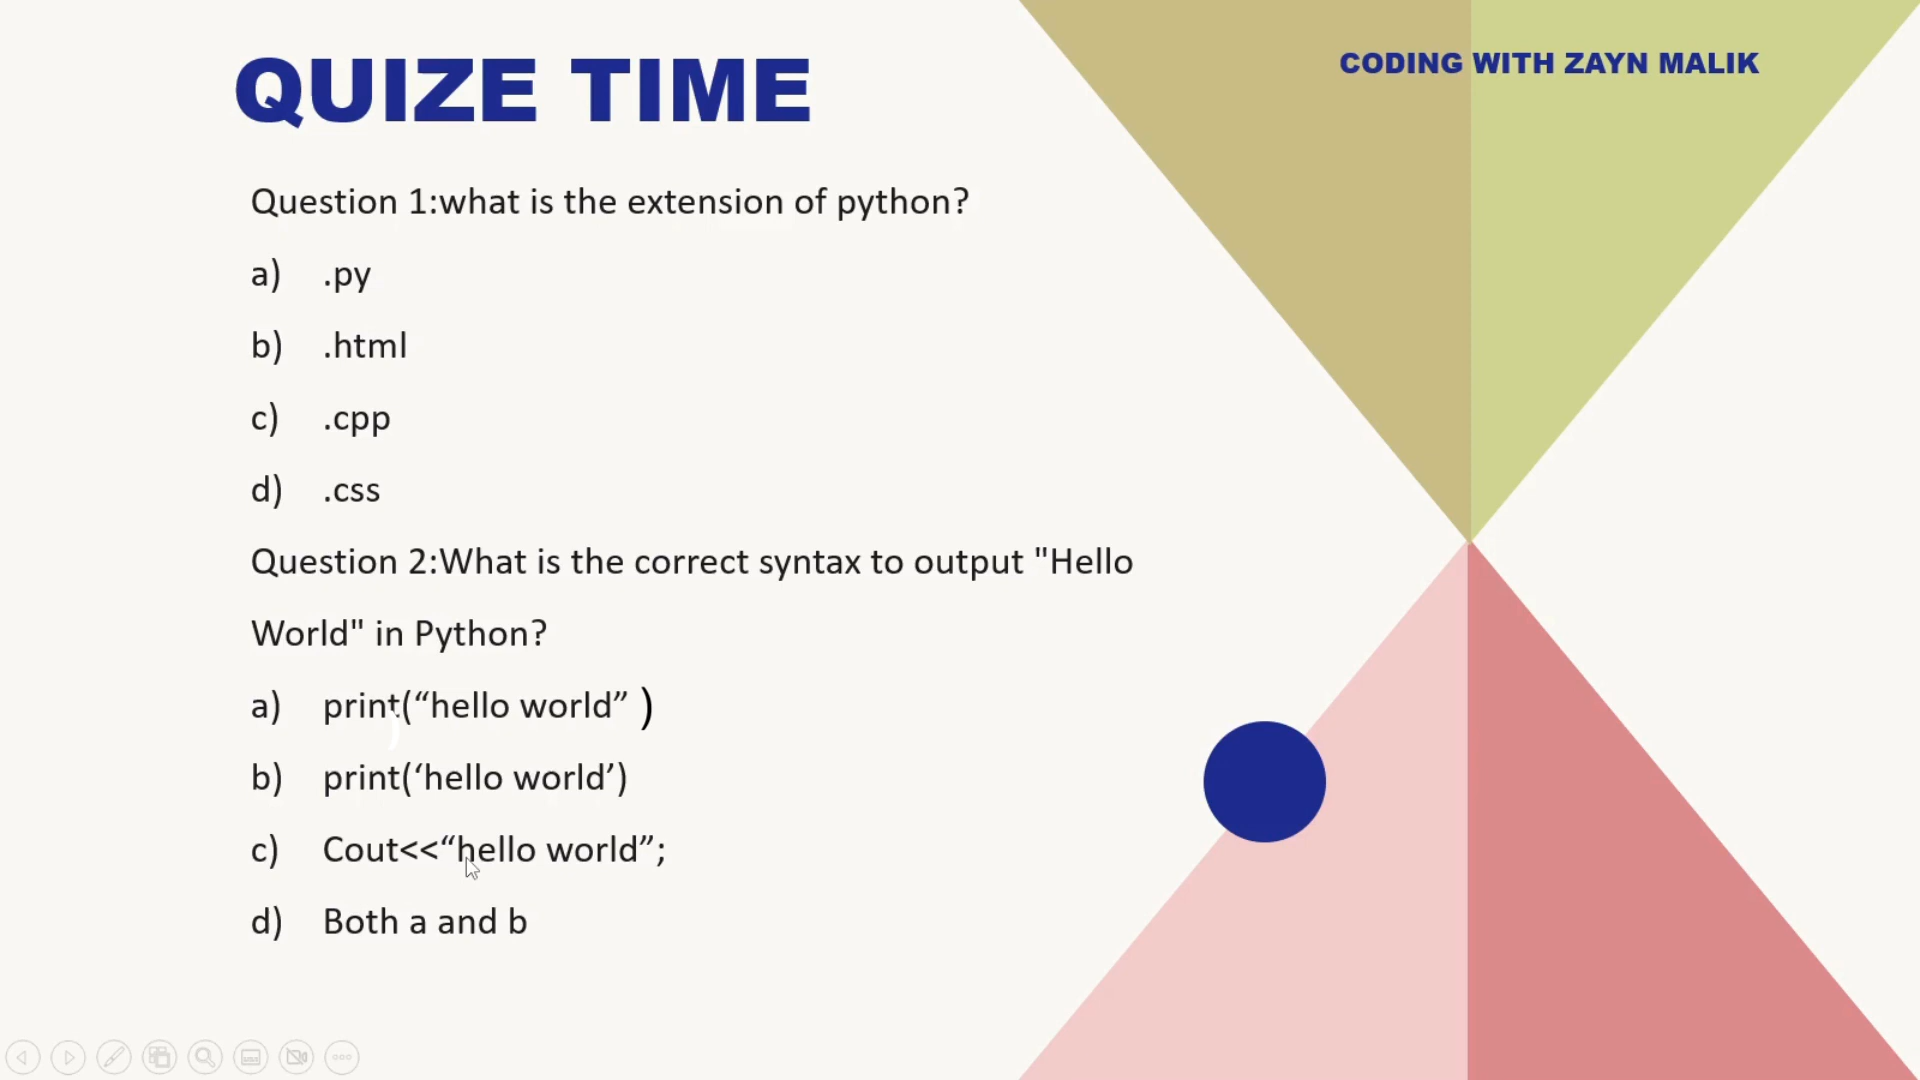 QUIZE TIME
CODING WITH ZAYN MALIK
Question 1:what is the extension of python?
a) .py
b) .html
c) .cpp
d) .css
Question 2:What is the correct syntax to output "Hello
World" in Python?
a) print(“hello world” )
b) print(‘hello world’)
c) Cout<<“hello world”;
d) Both a and b